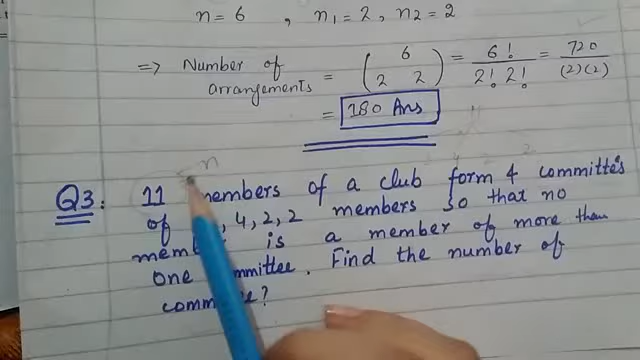 n = 6 , n₁ = 2, n₂ = 2
⇒ Number of arrangements = ( 6 / 2 2 ) = 6! / 2! 2! = 720 / (2)(2)
= 180 Ans
n
Q3: 11 members of a club form 4 committe's
of , 4, 2, 2 members so that no
member is a member of more than
one committee. Find the number of